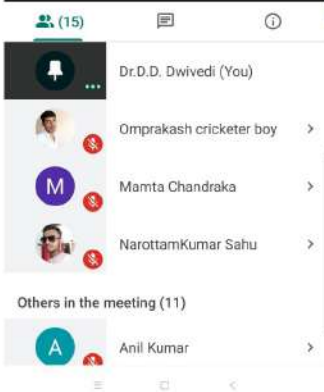 (15)
Dr.D.D. Dwivedi (You)
Omprakash cricketer boy
M
Mamta Chandraka
NarottamKumar Sahu
Others in the meeting (11)
A
Anil Kumar